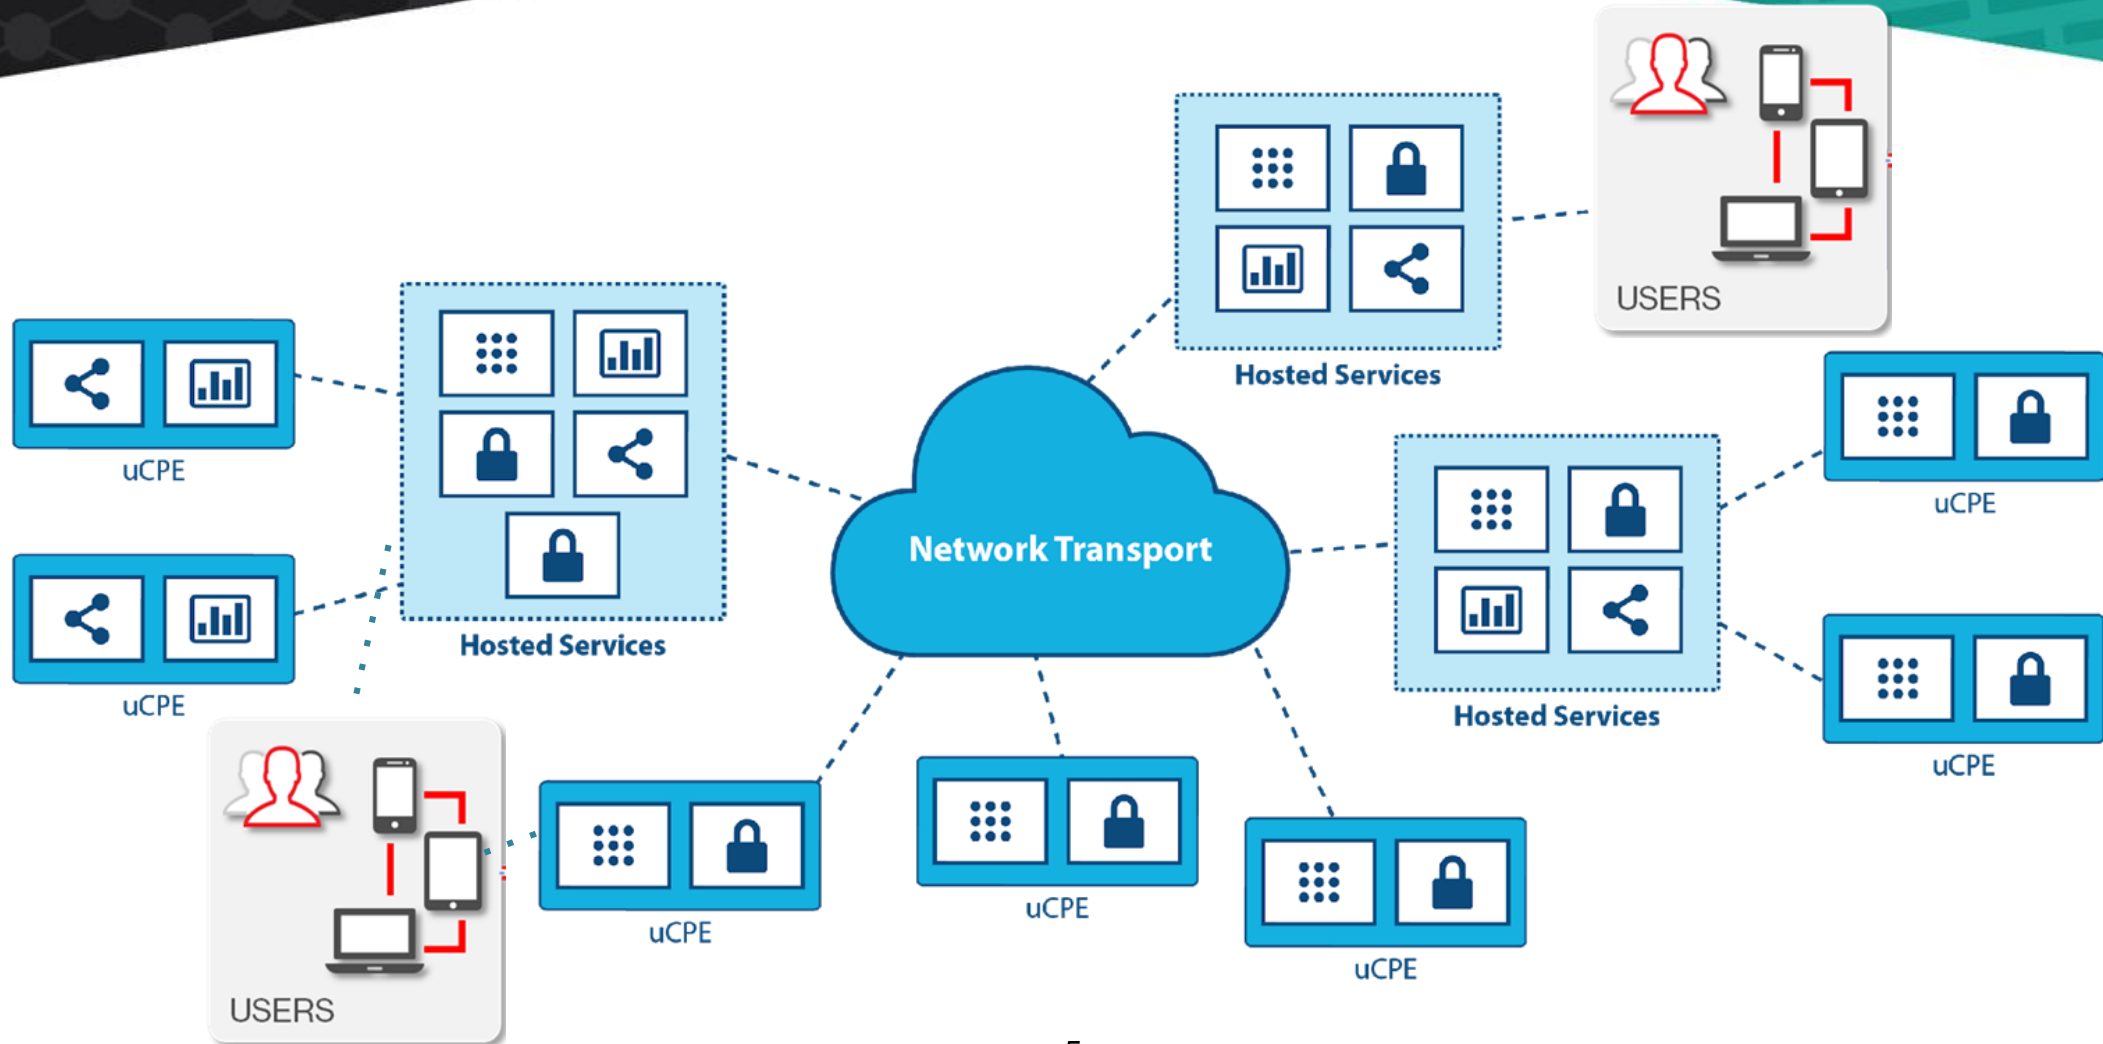 USERS
Hosted Services
uCPE
uCPE
uCPE
Network Transport
Hosted Services
Hosted Services
uCPE
uCPE
uCPE
uCPE
uCPE
USERS